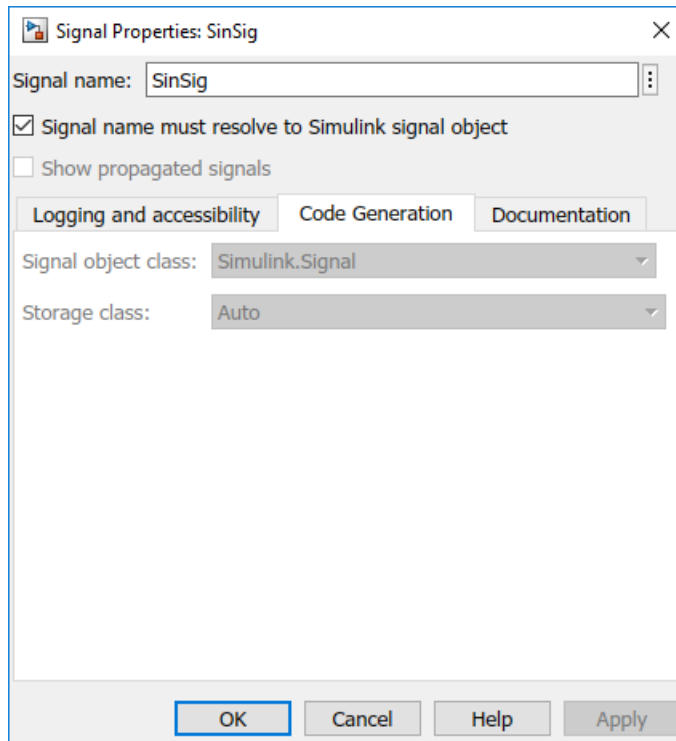 Signal Properties: SinSig
Signal name: SinSig
Signal name must resolve to Simulink signal object
Show propagated signals
Logging and accessibility Code Generation Documentation
Signal object class: Simulink.Signal
Storage class: Auto
OK Cancel Help Apply